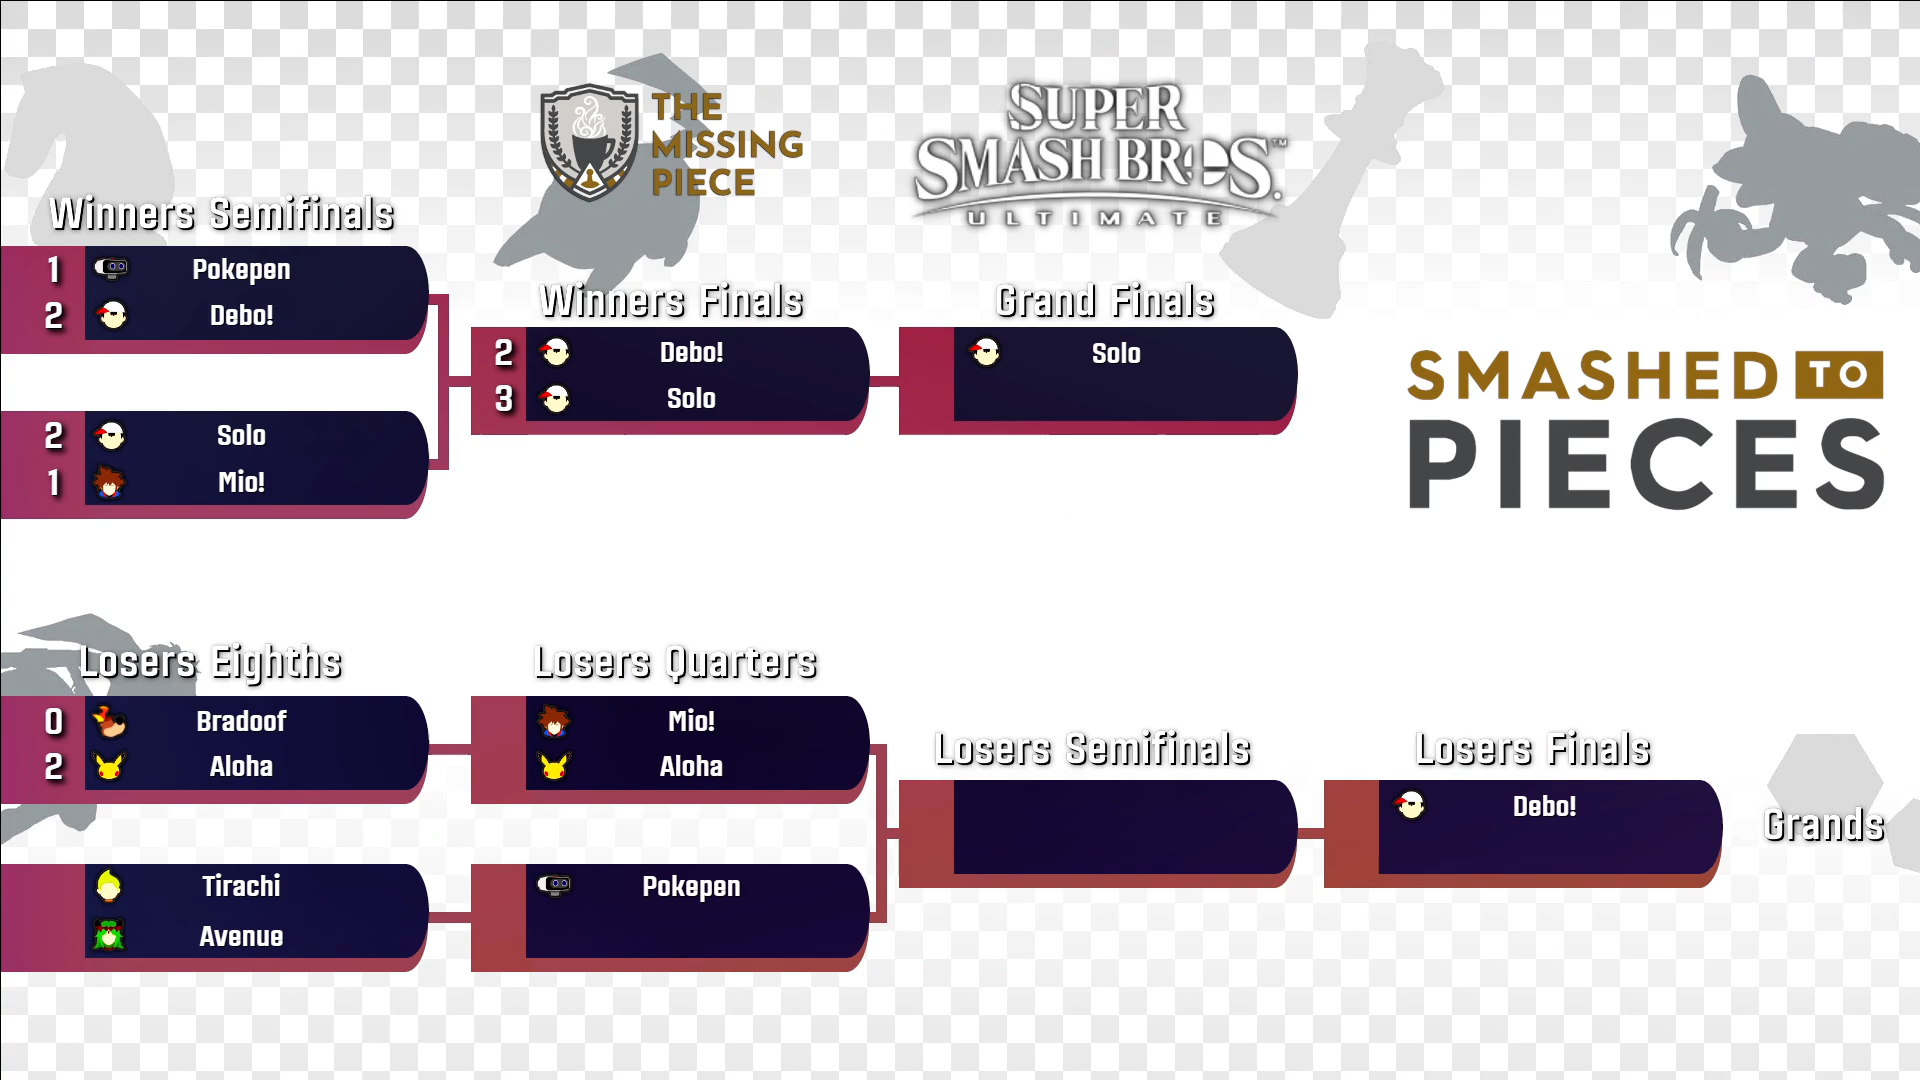 THE
MISSING
PIECE
SUPER
SMASH BROS.™
ULTIMATE
Winners Semifinals
1 Pokepen
2 Debo!
2 Solo
1 Mio!
Winners Finals
2 Debo!
3 Solo
Grand Finals
Solo
SMASHED TO
PIECES
Losers Eighths
0 Bradoof
2 Aloha
Tirachi
Avenue
Losers Quarters
Mio!
Aloha
Pokepen
Losers Semifinals
Losers Finals
Debo!
Grands